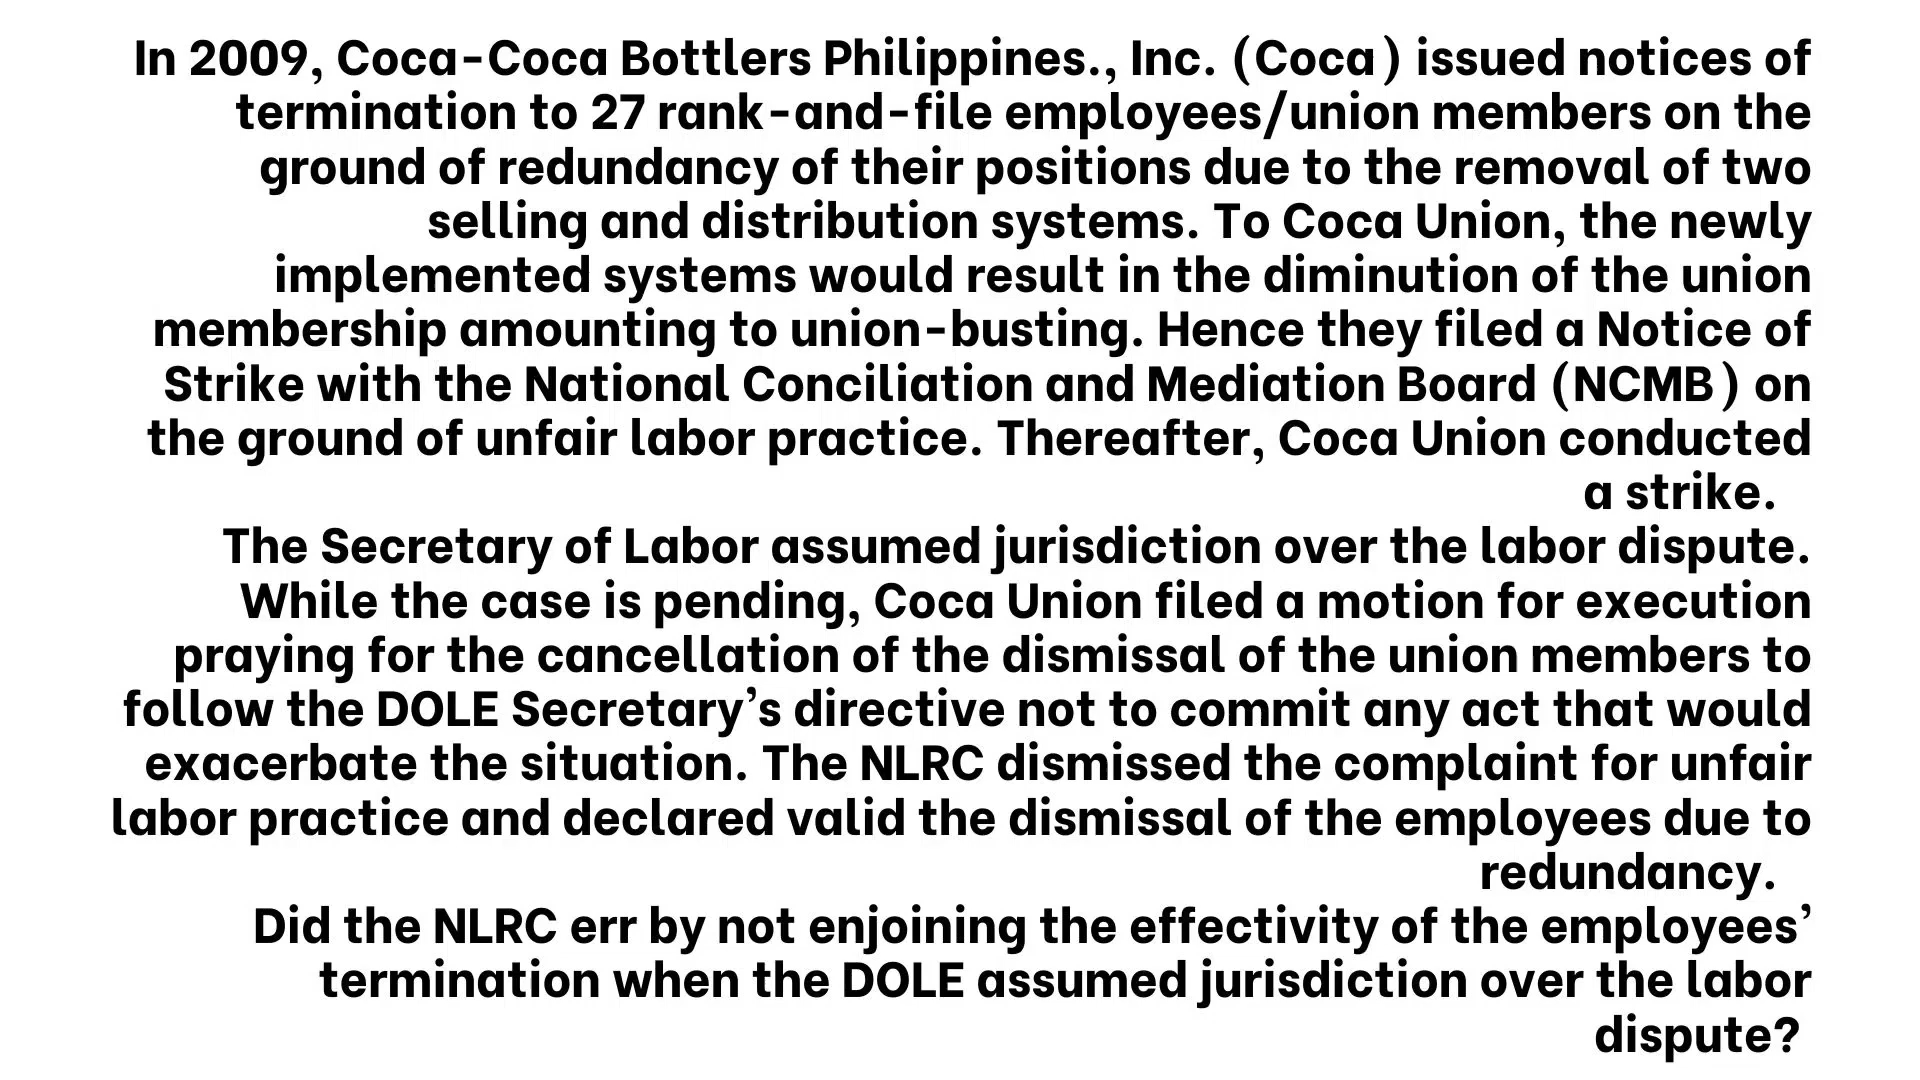 In 2009, Coca-Coca Bottlers Philippines., Inc. (Coca) issued notices of
termination to 27 rank-and-file employees/union members on the
ground of redundancy of their positions due to the removal of two
selling and distribution systems. To Coca Union, the newly
implemented systems would result in the diminution of the union
membership amounting to union-busting. Hence they filed a Notice of
Strike with the National Conciliation and Mediation Board (NCMB) on
the ground of unfair labor practice. Thereafter, Coca Union conducted
a strike.
The Secretary of Labor assumed jurisdiction over the labor dispute.
While the case is pending, Coca Union filed a motion for execution
praying for the cancellation of the dismissal of the union members to
follow the DOLE Secretary’s directive not to commit any act that would
exacerbate the situation. The NLRC dismissed the complaint for unfair
labor practice and declared valid the dismissal of the employees due to
redundancy.
Did the NLRC err by not enjoining the effectivity of the employees’
termination when the DOLE assumed jurisdiction over the labor
dispute?